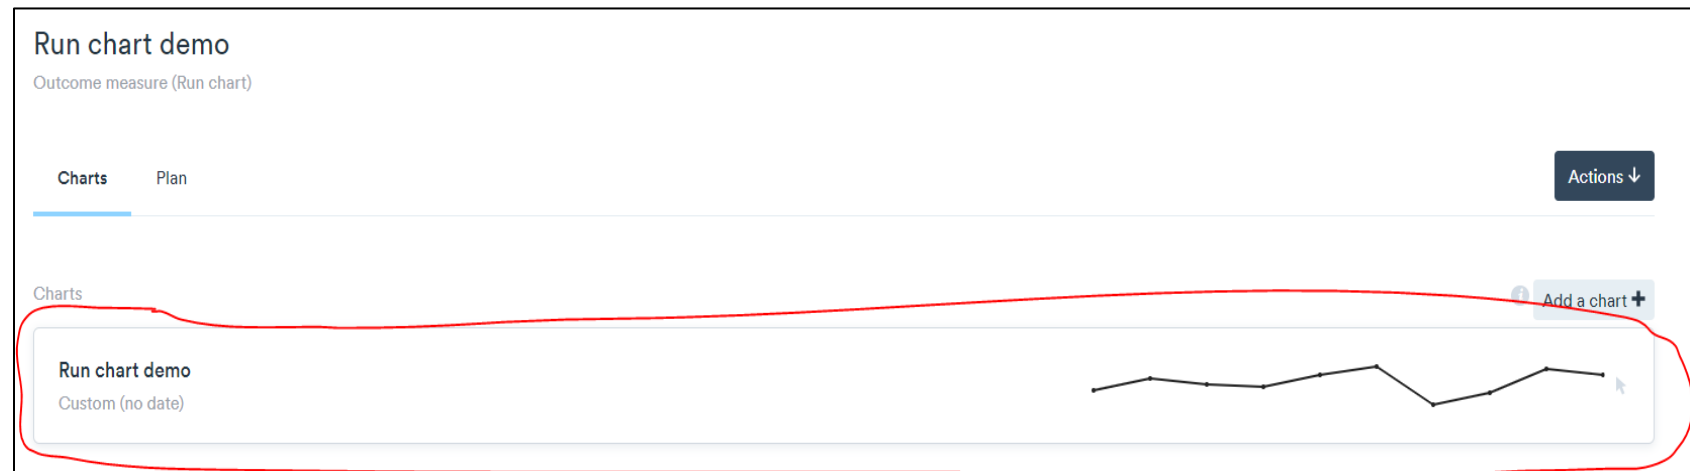 Run chart demo
Outcome measure (Run chart)
Charts
Plan
Actions ↓
Charts
i
Add a chart +
Run chart demo
Custom (no date)